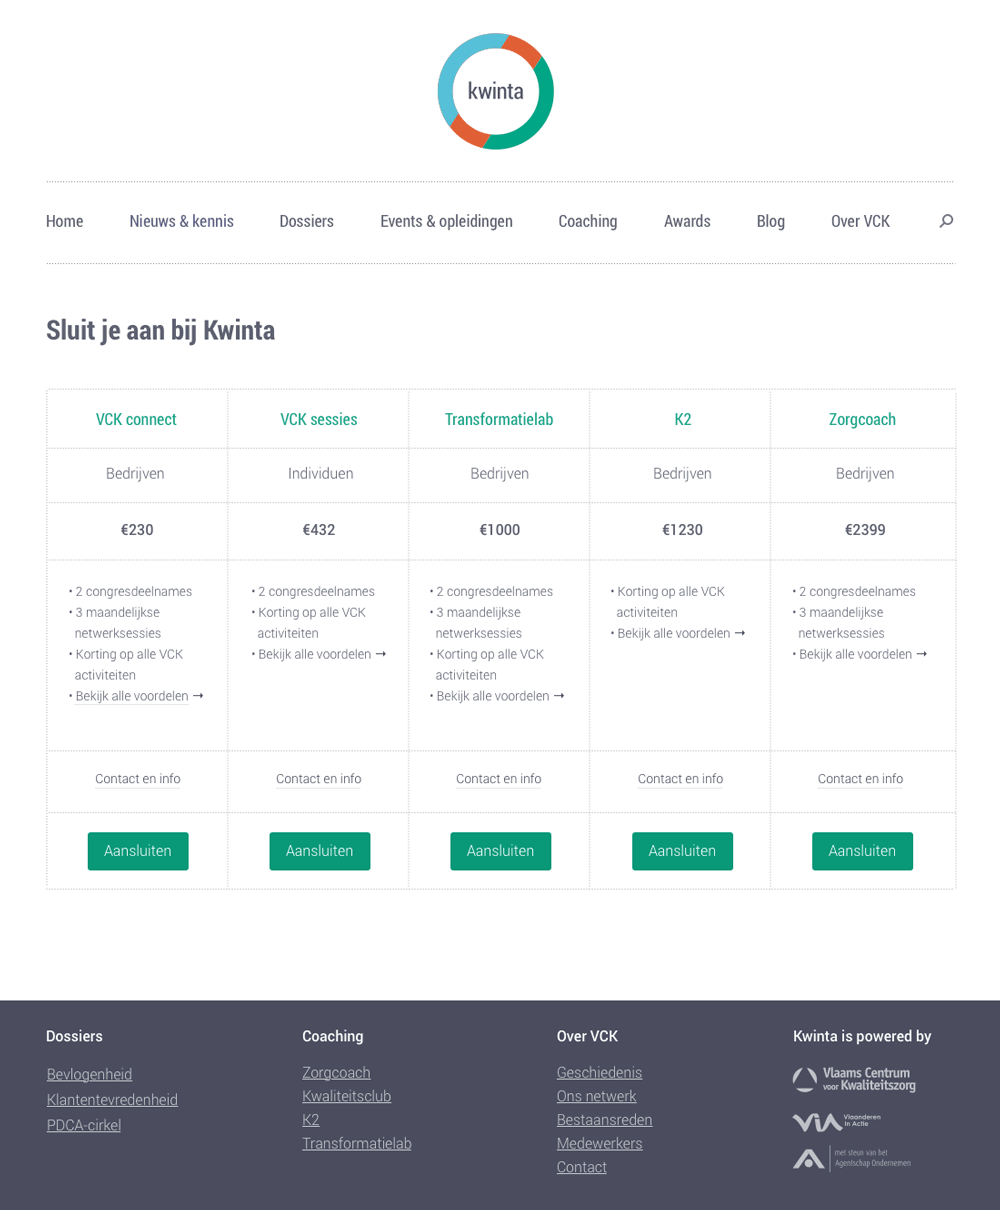 kwinta
Home Nieuws & kennis Dossiers Events & opleidingen Coaching Awards Blog Over VCK
Sluit je aan bij Kwinta
VCK connect VCK sessies Transformatielab K2 Zorgcoach
Bedrijven Individuen Bedrijven Bedrijven Bedrijven
€230 €432 €1000 €1230 €2399
• 2 congresdeelnames
• 3 maandelijkse
netwerksessies
• Korting op alle VCK
activiteiten
• Bekijk alle voordelen →
• 2 congresdeelnames
• Korting op alle VCK
activiteiten
• Bekijk alle voordelen →
• 2 congresdeelnames
• 3 maandelijkse
netwerksessies
• Korting op alle VCK
activiteiten
• Bekijk alle voordelen →
• Korting op alle VCK
activiteiten
• Bekijk alle voordelen →
• 2 congresdeelnames
• 3 maandelijkse
netwerksessies
• Bekijk alle voordelen →
Contact en info Contact en info Contact en info Contact en info Contact en info
Aansluiten Aansluiten Aansluiten Aansluiten Aansluiten
Dossiers
Bevlogenheid
Klantentevredenheid
PDCA-cirkel
Coaching
Zorgcoach
Kwaliteitsclub
K2
Transformatielab
Over VCK
Geschiedenis
Ons netwerk
Bestaansreden
Medewerkers
Contact
Kwinta is powered by
Vlaams Centrum
voor Kwaliteitszorg
VIA Vlaanderen
In Actie
met steun van het
Agentschap Ondernemen